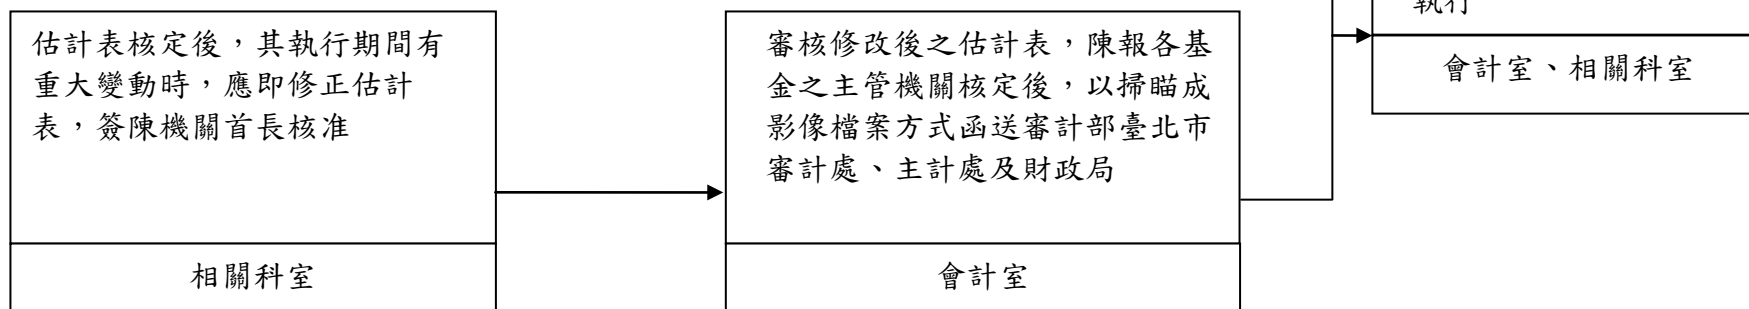 估計表核定後，其執行期間有
重大變動時，應即修正估計
表，簽陳機關首長核准
相關科室
審核修改後之估計表，陳報各基
金之主管機關核定後，以掃瞄成
影像檔案方式函送審計部臺北市
審計處、主計處及財政局
會計室
執行
會計室、相關科室